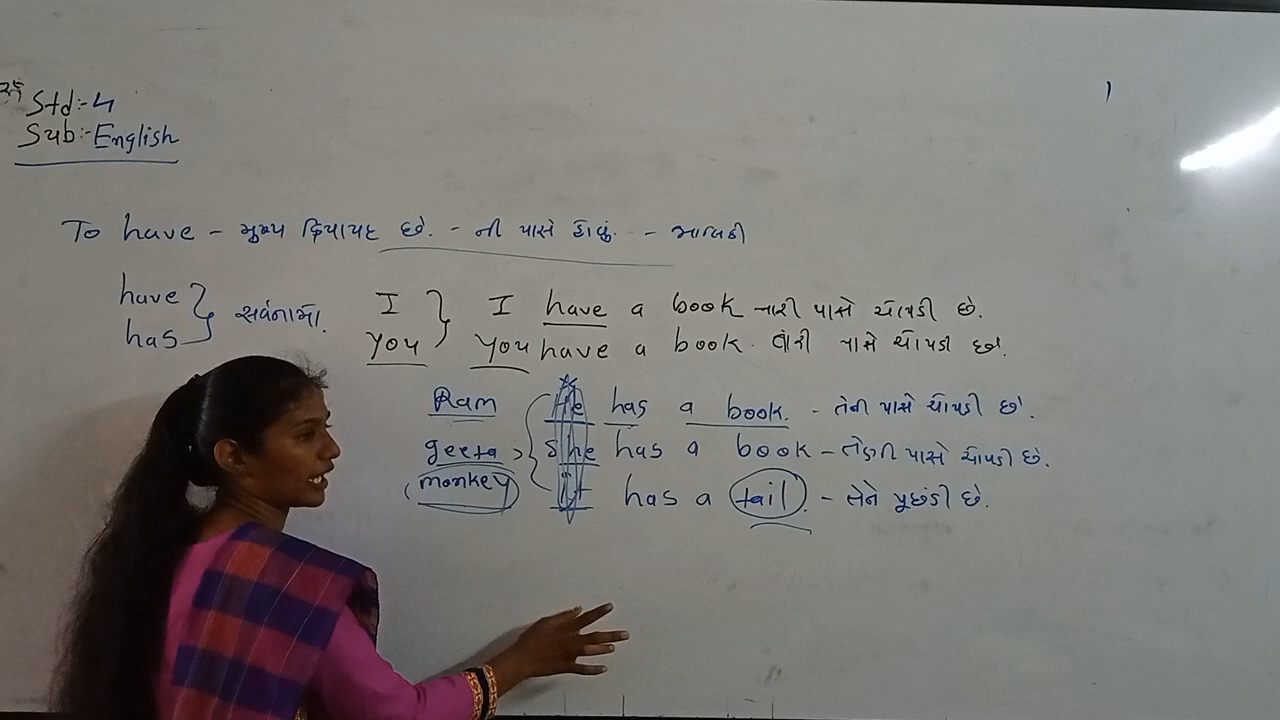 Std:- 4
Sub:- English
To have - મુખ્ય ક્રિયાપદ છે. - ની પાસે હોવું. - માલિકી
have
has } સર્વનામો.
I } I have a book મારી પાસે ચોપડી છે.
You You have a book. તારી પાસે ચોપડી છે.
Ram He has a book. - તેની પાસે ચોપડી છે.
geeta She has a book - તેણી પાસે ચોપડી છે.
(monkey) It has a tail. - તેને પૂછડી છે.